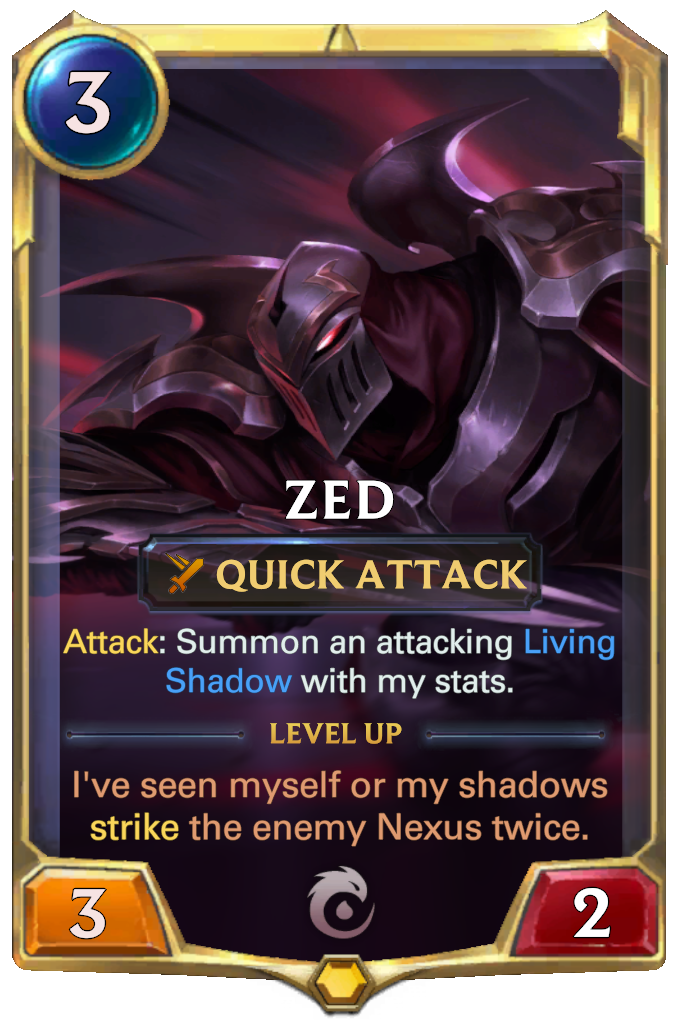 3
ZED
QUICK ATTACK
Attack: Summon an attacking Living
Shadow with my stats.
LEVEL UP
I've seen myself or my shadows
strike the enemy Nexus twice.
3
2